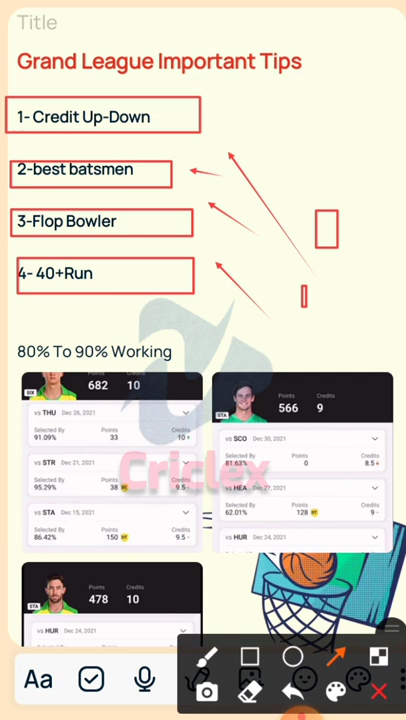 Title
Grand League Important Tips
1- Credit Up-Down
2-best batsmen
3-Flop Bowler
4- 40+Run
80% To 90% Working
Points Credits
SIX 682 10
vs THU Dec 26, 2021
Selected By Points Credits
91.09% 33 10 +
vs STR Dec 21, 2021
Selected By Points Credits
95.29% 38 DT 9.5 -
vs STA Dec 15, 2021
Selected By Points Credits
86.42% 150 DT 9.5 -
Points Credits
STA 566 9
vs SCO Dec 30, 2021
Selected By Points Credits
81.63% 0 8.5 +
vs HEA Dec 27, 2021
Selected By Points Credits
62.01% 128 DT 9 -
vs HUR Dec 24, 2021
Criclex
Points Credits
STA 478 10
vs HUR Dec 24, 2021
Aa